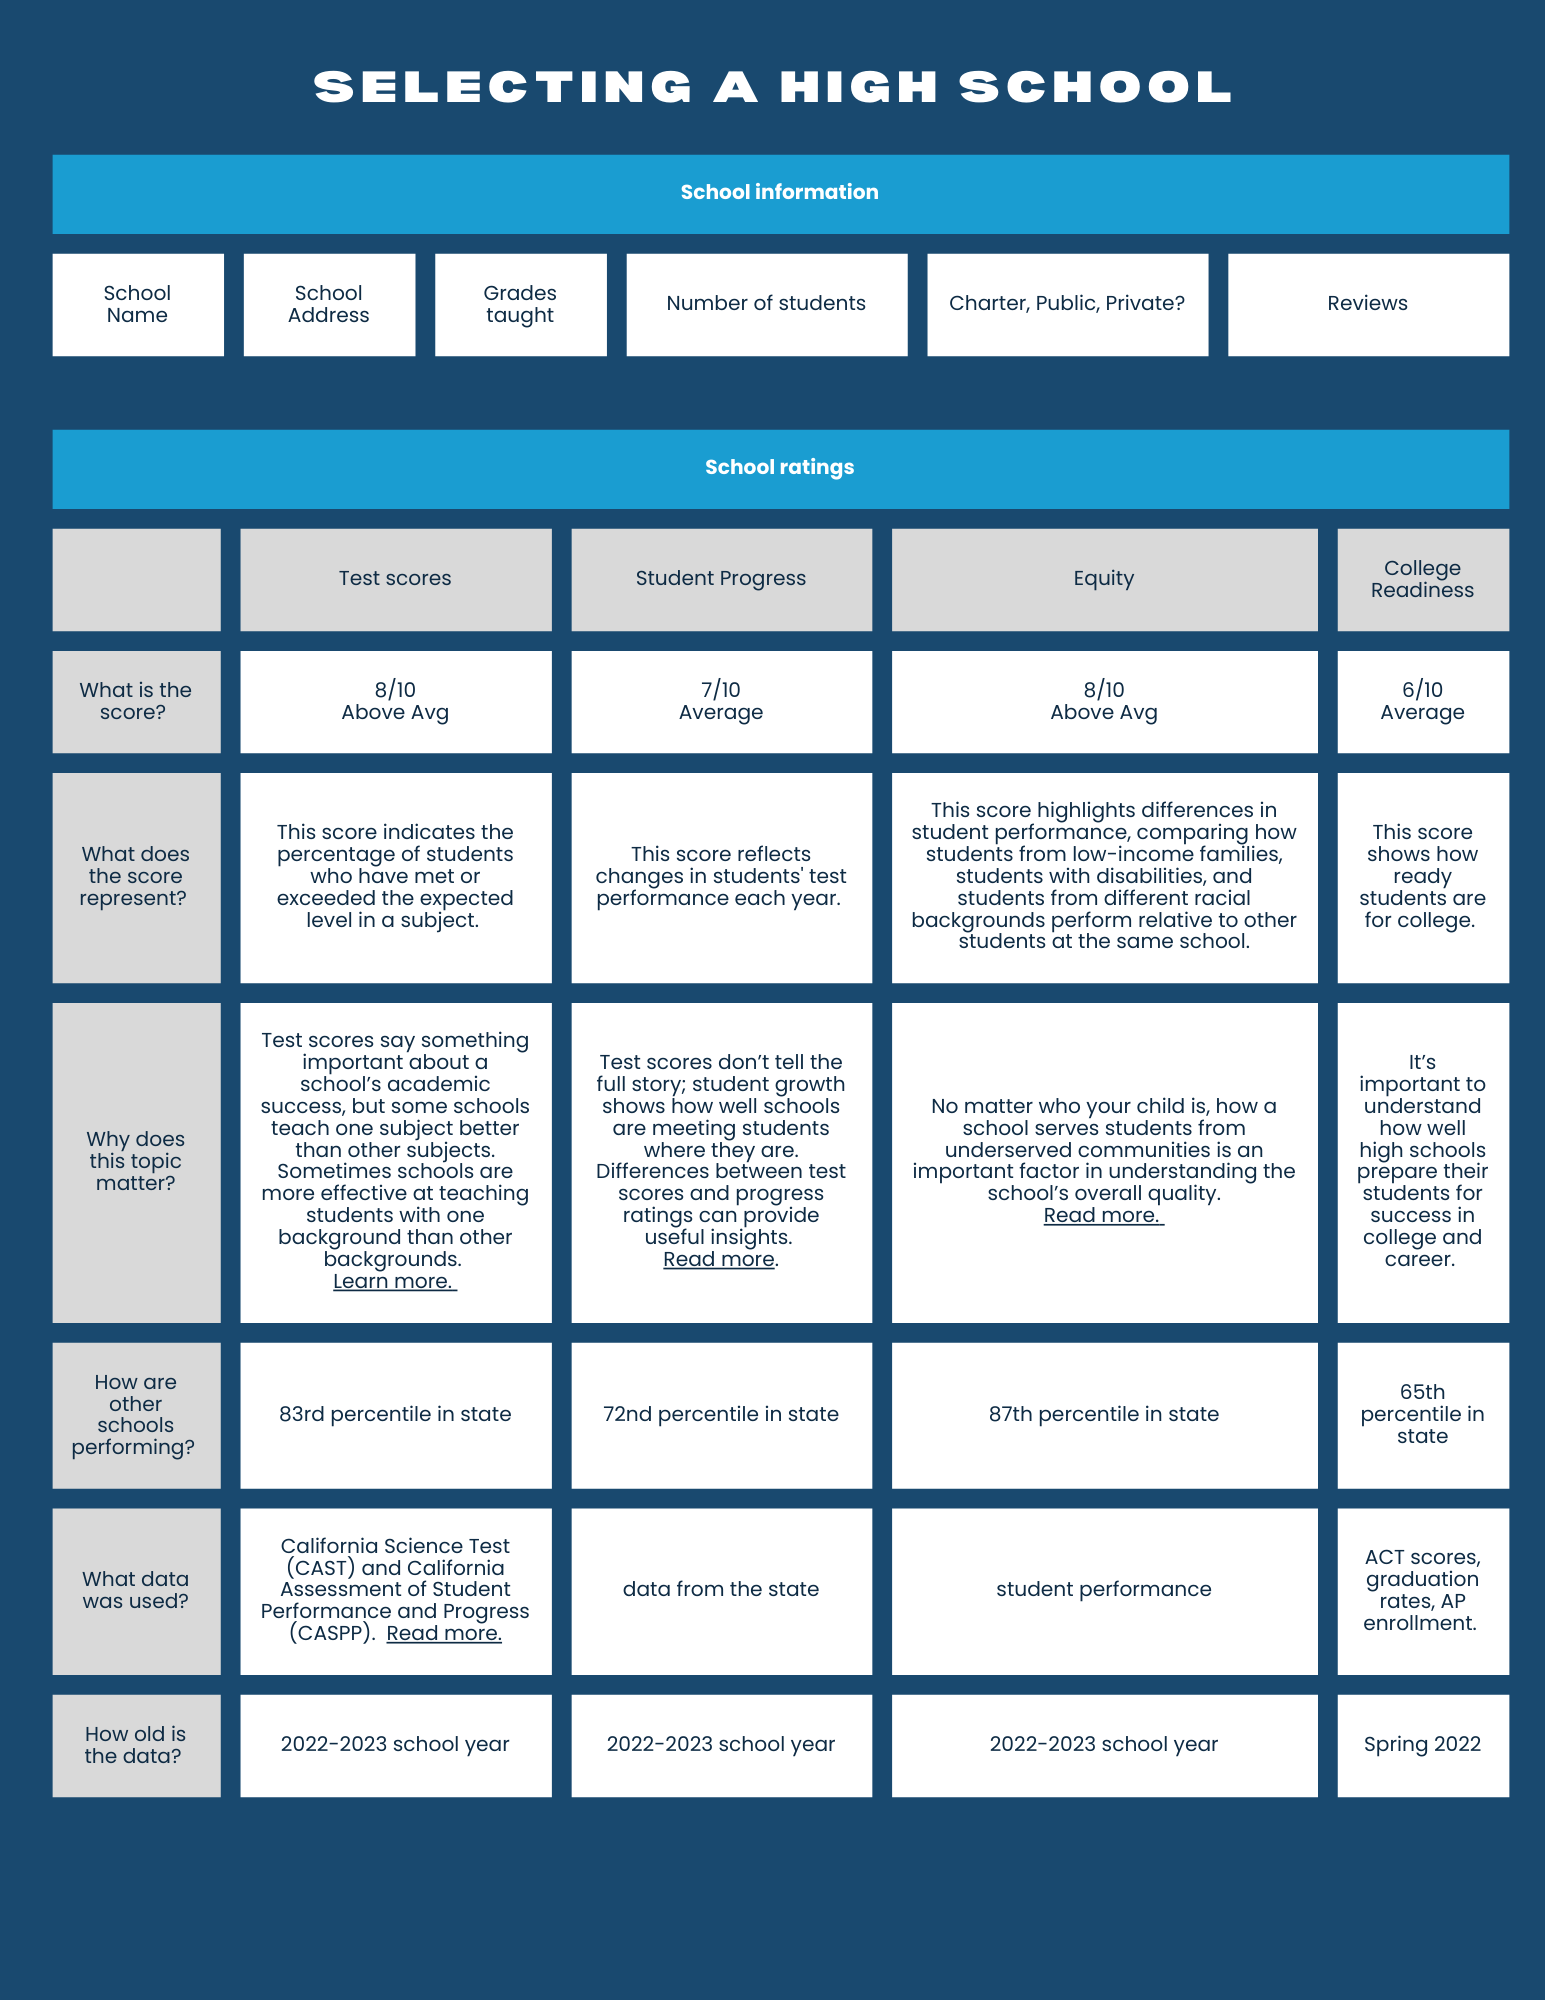 SELECTING A HIGH SCHOOL
School information
School
Name
School
Address
Grades
taught
Number of students
Charter, Public, Private?
Reviews
School ratings
Test scores
Student Progress
Equity
College
Readiness
What is the
score?
8/10
Above Avg
7/10
Average
8/10
Above Avg
6/10
Average
What does
the score
represent?
This score indicates the
percentage of students
who have met or
exceeded the expected
level in a subject.
This score reflects
changes in students' test
performance each year.
This score highlights differences in
student performance, comparing how
students from low-income families,
students with disabilities, and
students from different racial
backgrounds perform relative to other
students at the same school.
This score
shows how
ready
students are
for college.
Why does
this topic
matter?
Test scores say something
important about a
school’s academic
success, but some schools
teach one subject better
than other subjects.
Sometimes schools are
more effective at teaching
students with one
background than other
backgrounds.
Learn more.
Test scores don’t tell the
full story; student growth
shows how well schools
are meeting students
where they are.
Differences between test
scores and progress
ratings can provide
useful insights.
Read more.
No matter who your child is, how a
school serves students from
underserved communities is an
important factor in understanding the
school’s overall quality.
Read more.
It’s
important to
understand
how well
high schools
prepare their
students for
success in
college and
career.
How are
other
schools
performing?
83rd percentile in state
72nd percentile in state
87th percentile in state
65th
percentile in
state
What data
was used?
California Science Test
(CAST) and California
Assessment of Student
Performance and Progress
(CASPP). Read more.
data from the state
student performance
ACT scores,
graduation
rates, AP
enrollment.
How old is
the data?
2022-2023 school year
2022-2023 school year
2022-2023 school year
Spring 2022